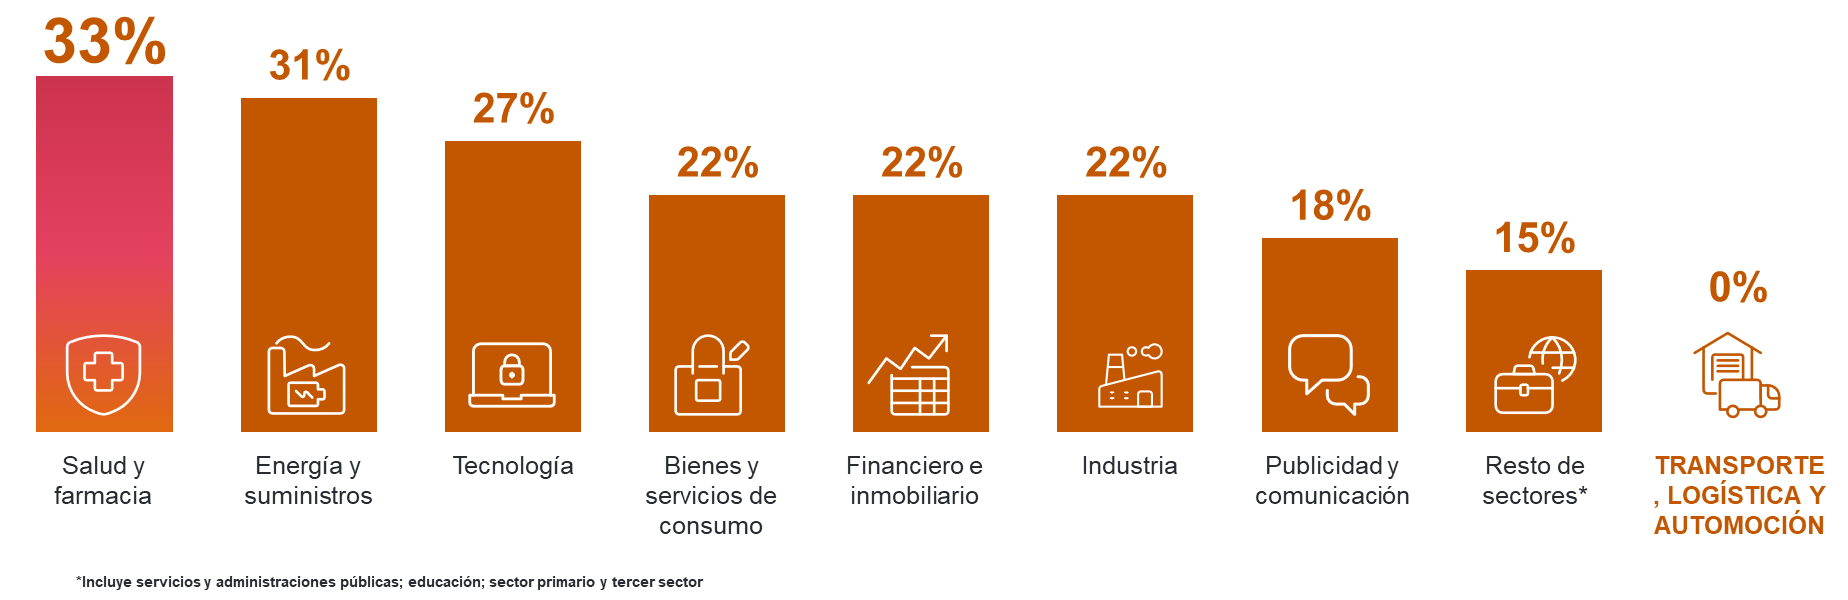 33%
31%
27%
22%
22%
22%
18%
15%
0%
Salud y
farmacia
Energía y
suministros
Tecnología
Bienes y
servicios de
consumo
Financiero e
inmobiliario
Industria
Publicidad y
comunicación
Resto de
sectores*
TRANSPORTE
, LOGÍSTICA Y
AUTOMOCIÓN
*Incluye servicios y administraciones públicas; educación; sector primario y tercer sector